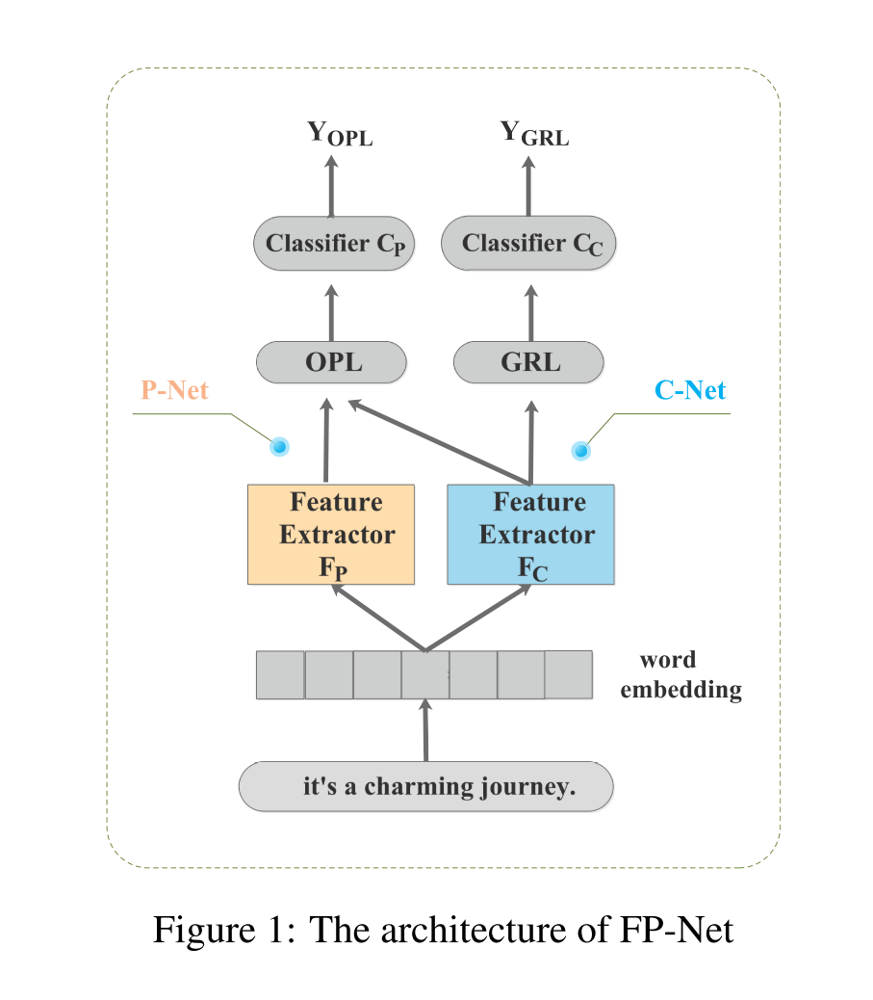 Y_OPL Y_GRL
Classifier C_P Classifier C_C
OPL GRL
P-Net C-Net
Feature Feature
Extractor Extractor
F_P F_C
word
embedding
it's a charming journey.
Figure 1: The architecture of FP-Net